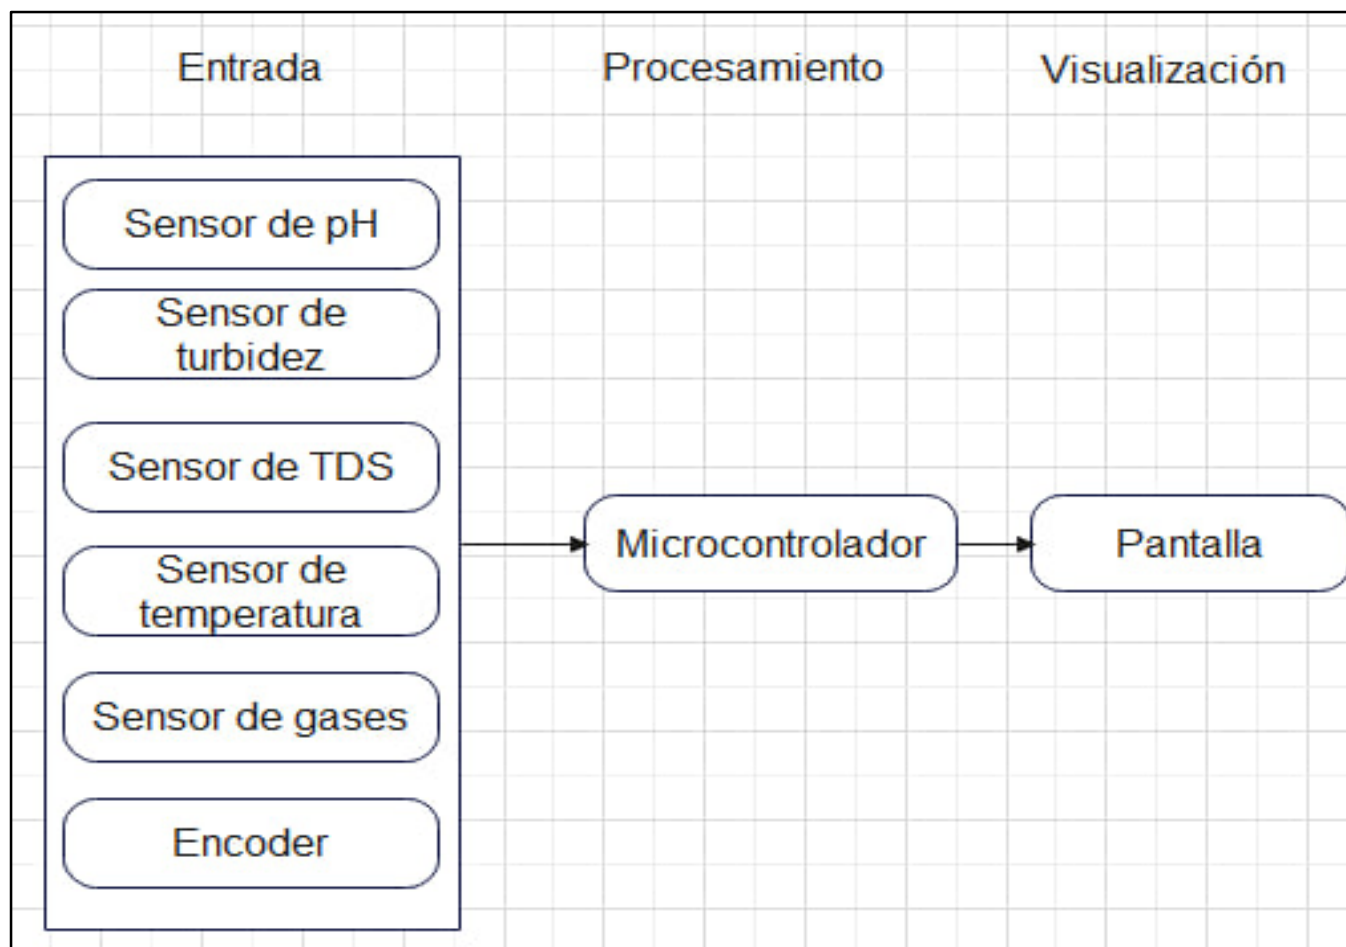 Entrada
Procesamiento
Visualización
Sensor de pH
Sensor de
turbidez
Sensor de TDS
Sensor de
temperatura
Sensor de gases
Encoder
Microcontrolador
Pantalla